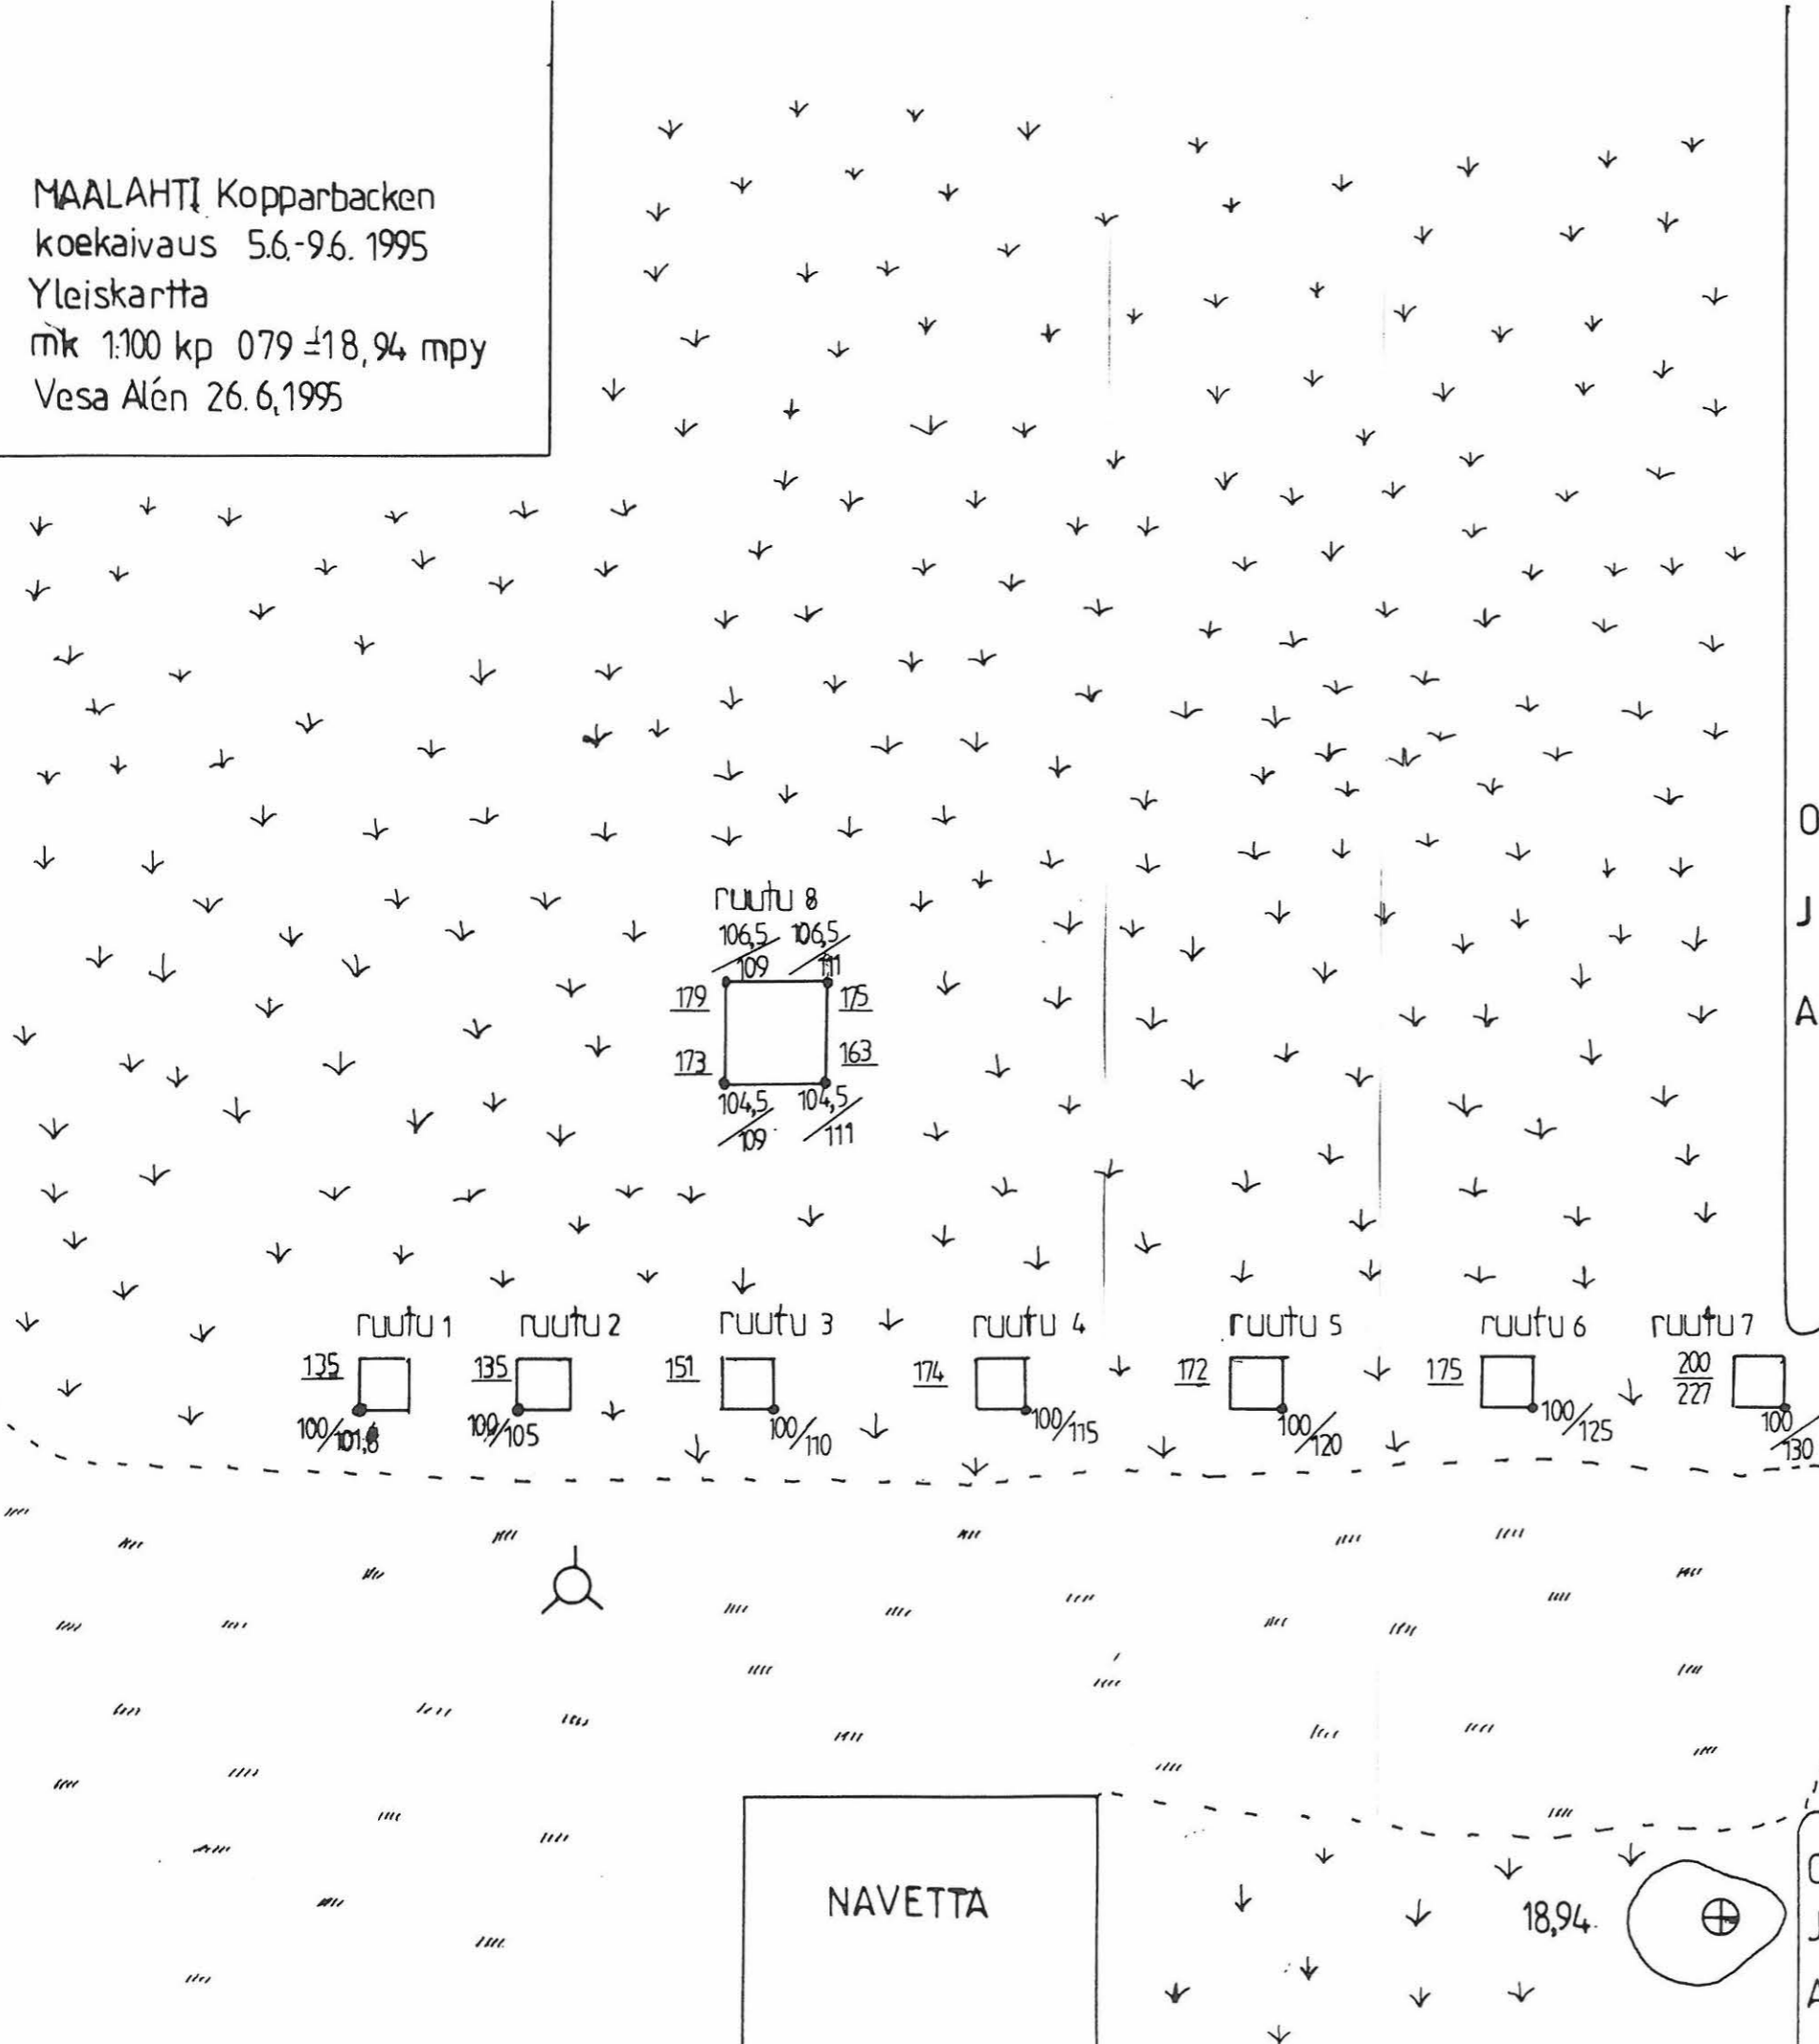 MAALAHTI Kopparbacken
koekaivaus 5.6.-9.6. 1995
Yleiskartta
mk 1:100 kp 079 ±18,94 mpy
Vesa Alén 26.6.1995
O
J
A
ruutu 8
106,5/109 106,5/111
179 175
173 163
104,5/109 104,5/111
ruutu 1 ruutu 2 ruutu 3 ruutu 4 ruutu 5 ruutu 6 ruutu 7
135 135 151 174 172 175 200
227
100/101,6 100/105 100/110 100/115 100/120 100/125 100/130
NAVETTA
18,94
O
J
A